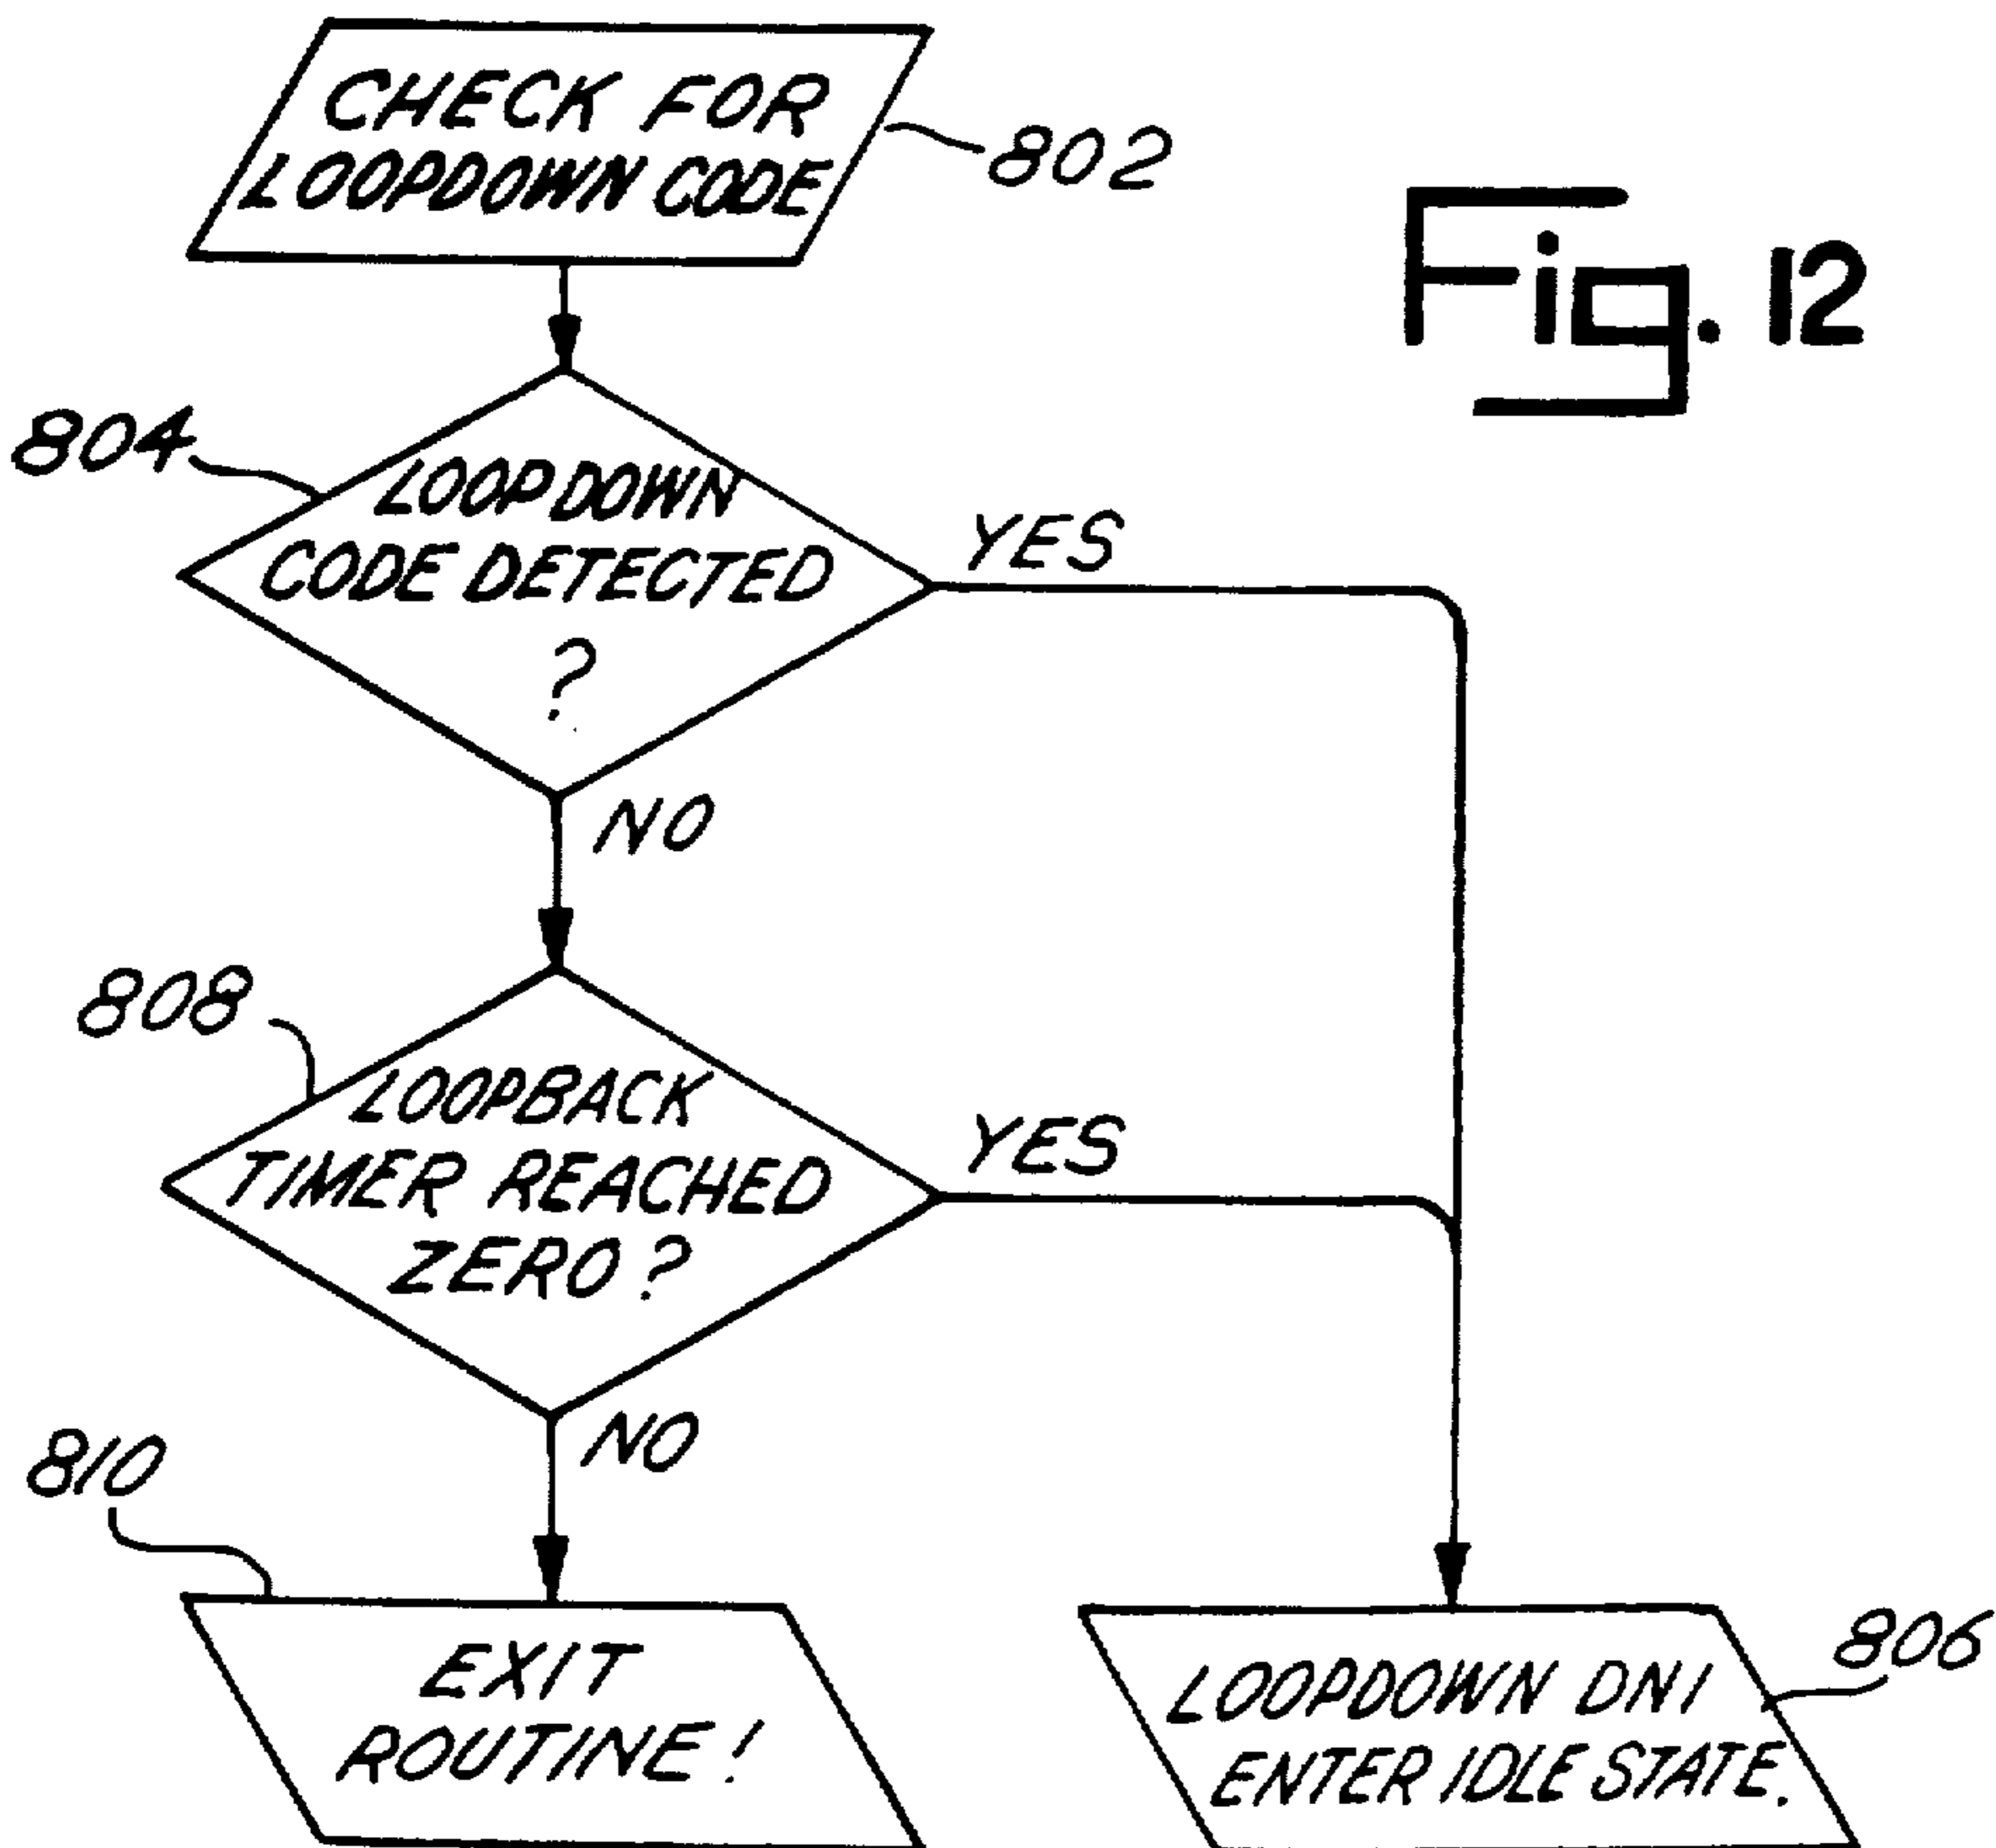 CHECK FOR
LOOPDOWN CODE
802
Fig. 12
804
LOOPDOWN
CODE DETECTED
?
YES
NO
808
LOOPBACK
TIMER REACHED
ZERO?
YES
NO
810
EXIT
ROUTINE!
LOOPDOWN DNI
ENTER IDLE STATE.
806